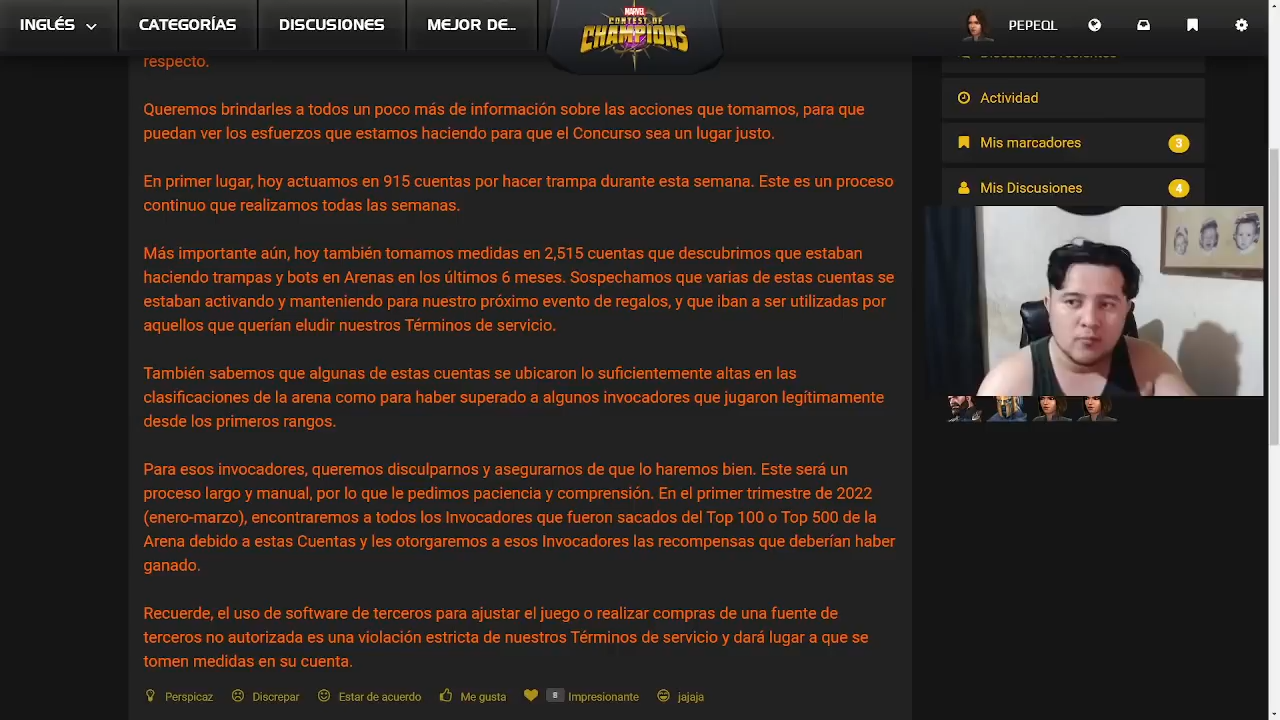 INGLÉS
CATEGORÍAS
DISCUSIONES
MEJOR DE...
MARVEL
CONTEST OF
CHAMPIONS
PEPEQL
respecto.
Queremos brindarles a todos un poco más de información sobre las acciones que tomamos, para que
puedan ver los esfuerzos que estamos haciendo para que el Concurso sea un lugar justo.
En primer lugar, hoy actuamos en 915 cuentas por hacer trampa durante esta semana. Este es un proceso
continuo que realizamos todas las semanas.
Más importante aún, hoy también tomamos medidas en 2,515 cuentas que descubrimos que estaban
haciendo trampas y bots en Arenas en los últimos 6 meses. Sospechamos que varias de estas cuentas se
estaban activando y manteniendo para nuestro próximo evento de regalos, y que iban a ser utilizadas por
aquellos que querían eludir nuestros Términos de servicio.
También sabemos que algunas de estas cuentas se ubicaron lo suficientemente altas en las
clasificaciones de la arena como para haber superado a algunos invocadores que jugaron legítimamente
desde los primeros rangos.
Para esos invocadores, queremos disculparnos y asegurarnos de que lo haremos bien. Este será un
proceso largo y manual, por lo que le pedimos paciencia y comprensión. En el primer trimestre de 2022
(enero-marzo), encontraremos a todos los Invocadores que fueron sacados del Top 100 o Top 500 de la
Arena debido a estas Cuentas y les otorgaremos a esos Invocadores las recompensas que deberían haber
ganado.
Recuerde, el uso de software de terceros para ajustar el juego o realizar compras de una fuente de
terceros no autorizada es una violación estricta de nuestros Términos de servicio y dará lugar a que se
tomen medidas en su cuenta.
Perspicaz
Discrepar
Estar de acuerdo
Me gusta
8 Impresionante
jajaja
Discusiones recientes
Actividad
Mis marcadores 3
Mis Discusiones 4